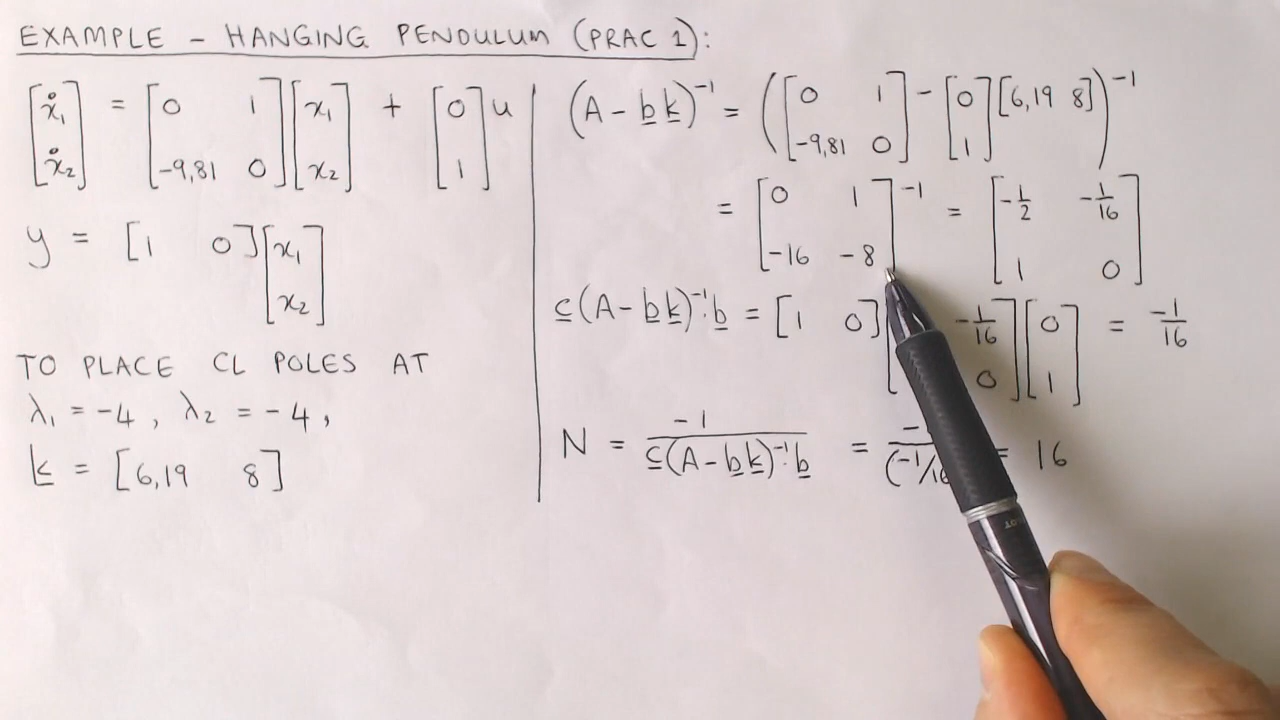 EXAMPLE - HANGING PENDULUM (PRAC 1):
[ẋ₁ ẋ₂] = [0 1 -9,81 0][x₁ x₂] + [0 1]u
y = [1 0][x₁ x₂]
TO PLACE CL POLES AT
λ₁ = -4, λ₂ = -4,
k = [6,19 8]
(A - b k)⁻¹ = ([0 1 -9,81 0] - [0 1][6,19 8])⁻¹
= [0 1 -16 -8]⁻¹ = [-1/2 -1/16 1 0]
c(A - b k)⁻¹·b = [1 0][ -1/16 0][0 1] = -1/16
N = -1/c(A - b k)⁻¹·b = -/(-1/16 = 16